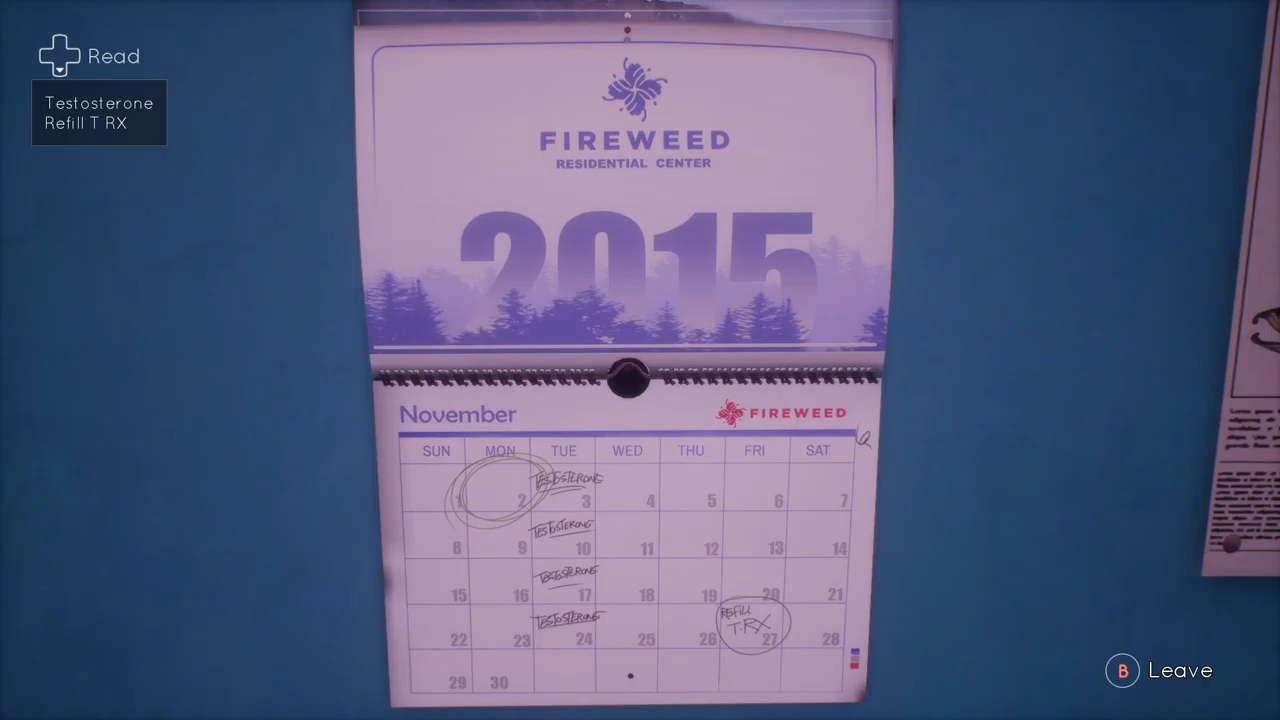 Read
Testosterone
Refill T RX
FIREWEED
RESIDENTIAL CENTER
2015
November
FIREWEED
SUN MON TUE WED THU FRI SAT
TESTOSTERONE
1 2 3 4 5 6 7
TESTOSTERONE
8 9 10 11 12 13 14
TESTOSTERONE
15 16 17 18 19 20 21
TESTOSTERONE
REFILL
T.RX
22 23 24 25 26 27 28
29 30
B Leave